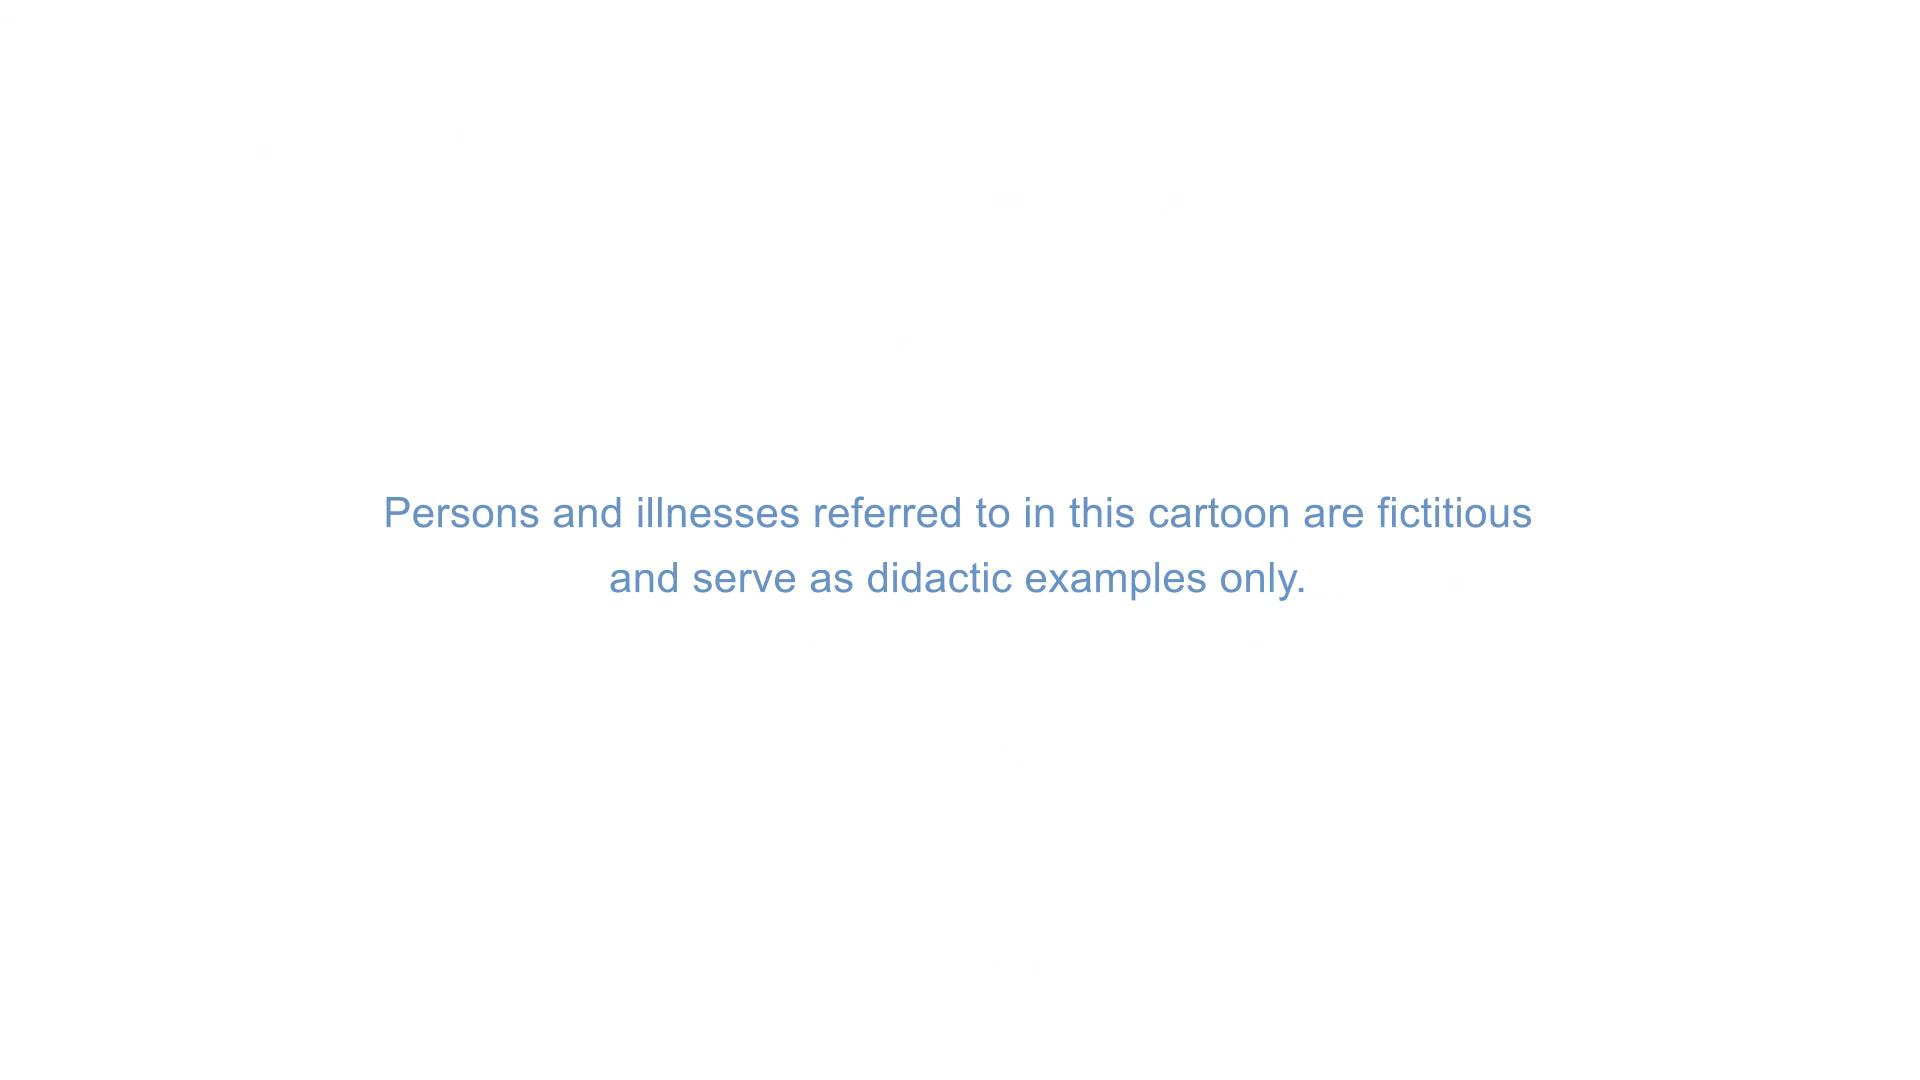 Persons and illnesses referred to in this cartoon are fictitious
and serve as didactic examples only.